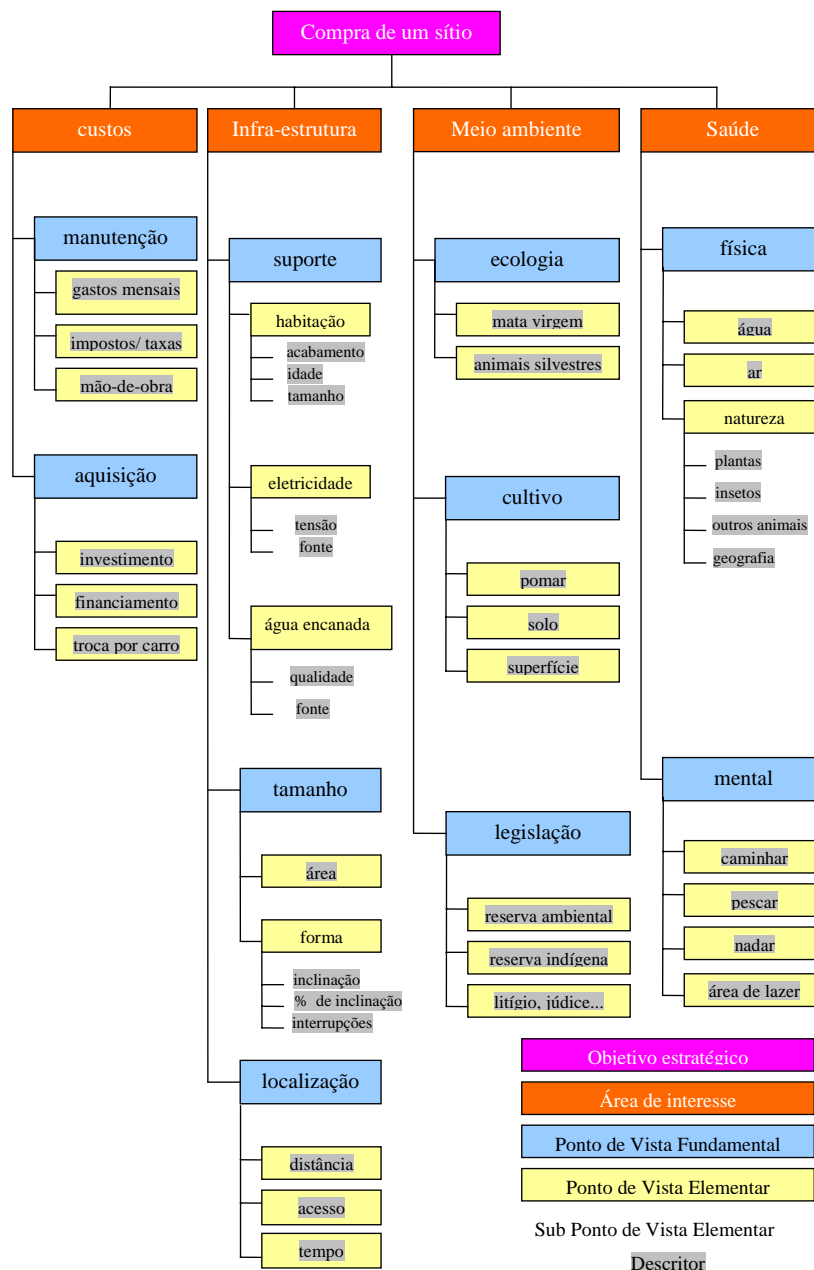 Compra de um sítio
custos
manutenção
gastos mensais
impostos/ taxas
mão-de-obra
aquisição
investimento
financiamento
troca por carro
Infra-estrutura
suporte
habitação
acabamento
idade
tamanho
eletricidade
tensão
fonte
água encanada
qualidade
fonte
tamanho
área
forma
inclinação
% de inclinação
interrupções
localização
distância
acesso
tempo
Meio ambiente
ecologia
mata virgem
animais silvestres
cultivo
pomar
solo
superfície
legislação
reserva ambiental
reserva indígena
litígio, júdice...
Saúde
física
água
ar
natureza
plantas
insetos
outros animais
geografia
mental
caminhar
pescar
nadar
área de lazer
Objetivo estratégico
Área de interesse
Ponto de Vista Fundamental
Ponto de Vista Elementar
Sub Ponto de Vista Elementar
Descritor